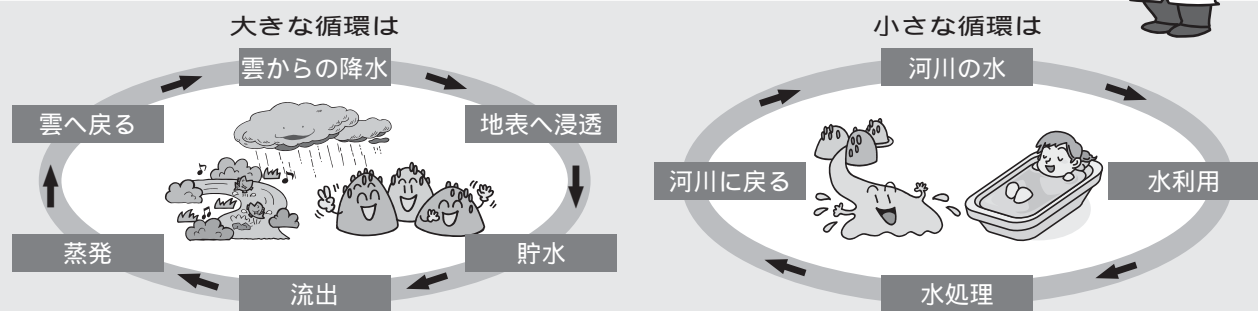 大きな循環は
雲からの降水
地表へ浸透
貯水
流出
蒸発
雲へ戻る
小さな循環は
河川の水
水利用
水処理
河川に戻る